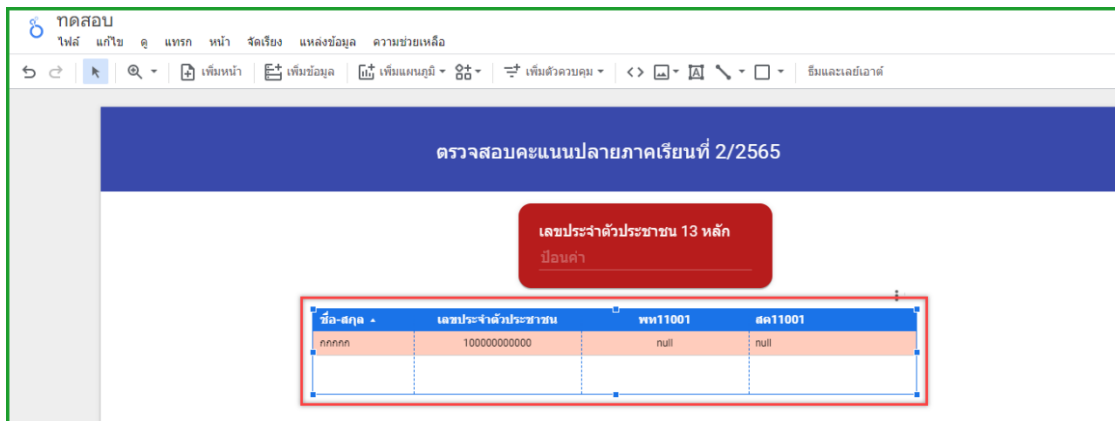 ทดสอบ
ไฟล์ แก้ไข ดู แทรก หน้า จัดเรียง แหล่งข้อมูล ความช่วยเหลือ
เพิ่มหน้า เพิ่มข้อมูล เพิ่มแผนภูมิ เพิ่มตัวควบคุม ธีมและเลย์เอาต์
ตรวจสอบคะแนนปลายภาคเรียนที่ 2/2565
เลขประจำตัวประชาชน 13 หลัก
ป้อนค่า
ชื่อ-สกุล เลขประจำตัวประชาชน พท11001 สค11001
กกกกก 100000000000 null null